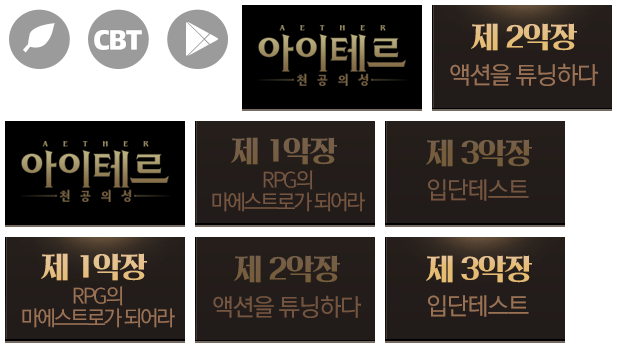 CBT
AETHER
아이테르
천공의성
제 2악장
액션을 튜닝하다
AETHER
아이테르
천공의성
제 1악장
RPG의
마에스트로가 되어라
제 3악장
입단테스트
제 1악장
RPG의
마에스트로가 되어라
제 2악장
액션을 튜닝하다
제 3악장
입단테스트